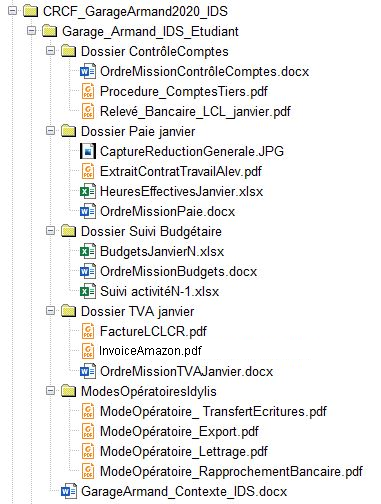 CRCF_GarageArmand2020_IDS
Garage_Armand_IDS_Etudiant
Dossier ContrôleComptes
OrdreMissionContrôleComptes.docx
Procedure_ComptesTiers.pdf
Relevé_Bancaire_LCL_janvier.pdf
Dossier Paie janvier
CaptureReductionGenerale.JPG
ExtraitContratTravailAlev.pdf
HeuresEffectivesJanvier.xlsx
OrdreMissionPaie.docx
Dossier Suivi Budgétaire
BudgetsJanvierN.xlsx
OrdreMissionBudgets.docx
Suivi activitéN-1.xlsx
Dossier TVA janvier
FactureLCLCR.pdf
InvoiceAmazon.pdf
OrdreMissionTVAJanvier.docx
ModesOpératoiresIdylis
ModeOpératoire_ TransfertEcritures.pdf
ModeOpératoire_Export.pdf
ModeOpératoire_Lettrage.pdf
ModeOpératoire_RapprochementBancaire.pdf
GarageArmand_Contexte_IDS.docx